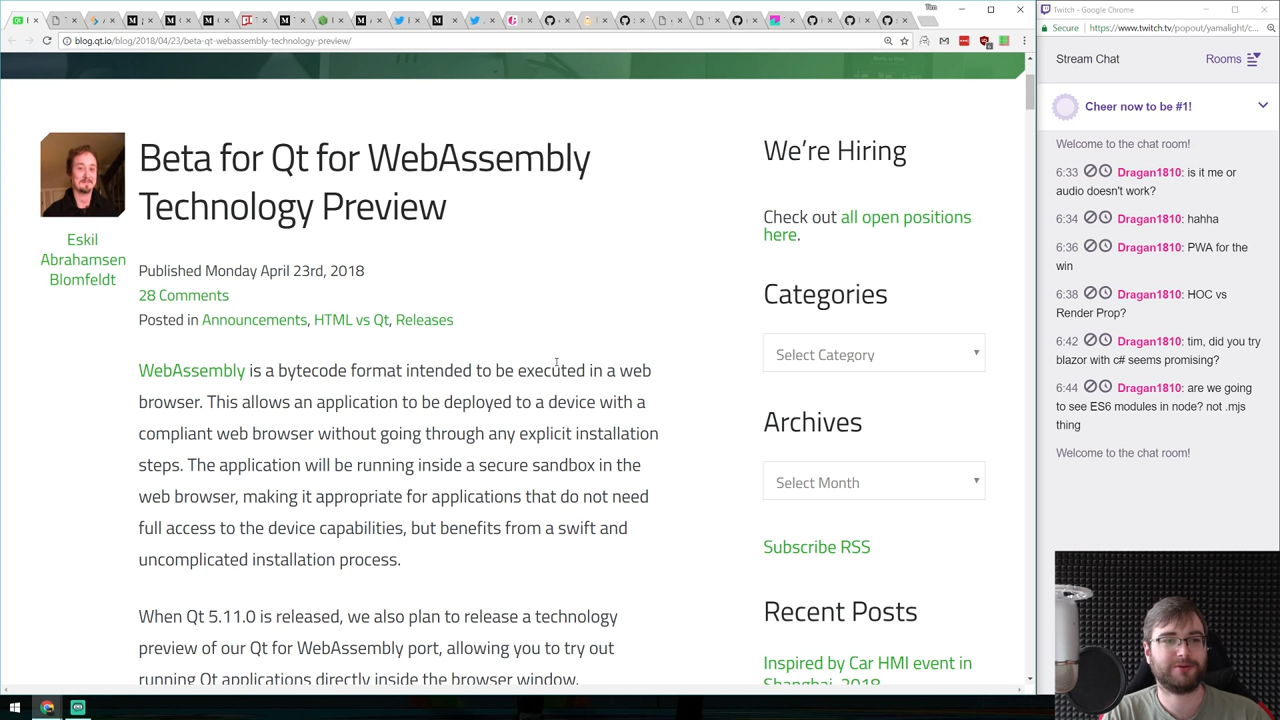 Twitch - Google Chrome
blog.qt.io/blog/2018/04/23/beta-qt-webassembly-technology-preview/
Secure
https://www.twitch.tv/popout/yamalight/c...
Beta for Qt for WebAssembly
Technology Preview
Eskil
Abrahamsen
Blomfeldt
Published Monday April 23rd, 2018
28 Comments
Posted in Announcements, HTML vs Qt, Releases
WebAssembly is a bytecode format intended to be executed in a web
browser. This allows an application to be deployed to a device with a
compliant web browser without going through any explicit installation
steps. The application will be running inside a secure sandbox in the
web browser, making it appropriate for applications that do not need
full access to the device capabilities, but benefits from a swift and
uncomplicated installation process.
When Qt 5.11.0 is released, we also plan to release a technology
preview of our Qt for WebAssembly port, allowing you to try out
running Qt applications directly inside the browser window.
We're Hiring
Check out all open positions
here.
Categories
Select Category
Archives
Select Month
Subscribe RSS
Recent Posts
Inspired by Car HMI event in
Shanghai, 2018
Stream Chat
Rooms
Cheer now to be #1!
Welcome to the chat room!
6:33 Dragan1810: is it me or
audio doesn't work?
6:34 Dragan1810: hahha
6:36 Dragan1810: PWA for the
win
6:38 Dragan1810: HOC vs
Render Prop?
6:42 Dragan1810: tim, did you try
blazor with c# seems promising?
6:44 Dragan1810: are we going
to see ES6 modules in node? not .mjs
thing
Welcome to the chat room!